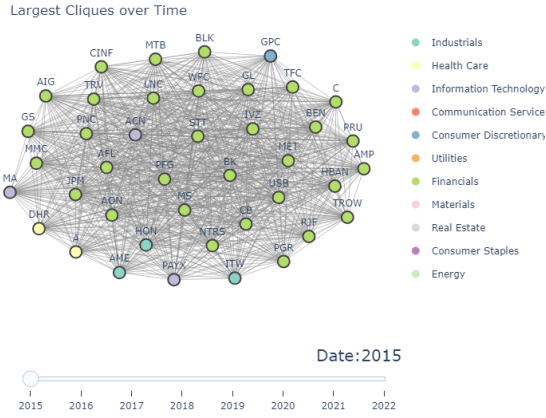 Largest Cliques over Time
BLK
MTB
GPC
CINF
Industrials
Health Care
WFC
GL
TFC
AIG
TRV
LNC
C
Information Technology
Communication Service
GS
PNC
ACN
STT
IVZ
BEN
PRU
Consumer Discretionary
MMC
AFL
MET
AMP
Utilities
MA
JPM
PFG
BK
HBAN
Financials
AON
MS
USB
TROW
Materials
DHR
CB
RJF
Real Estate
A
HON
NTRS
PGR
Consumer Staples
AME
PAYX
ITW
Energy
Date:2015
2015 2016 2017 2018 2019 2020 2021 2022